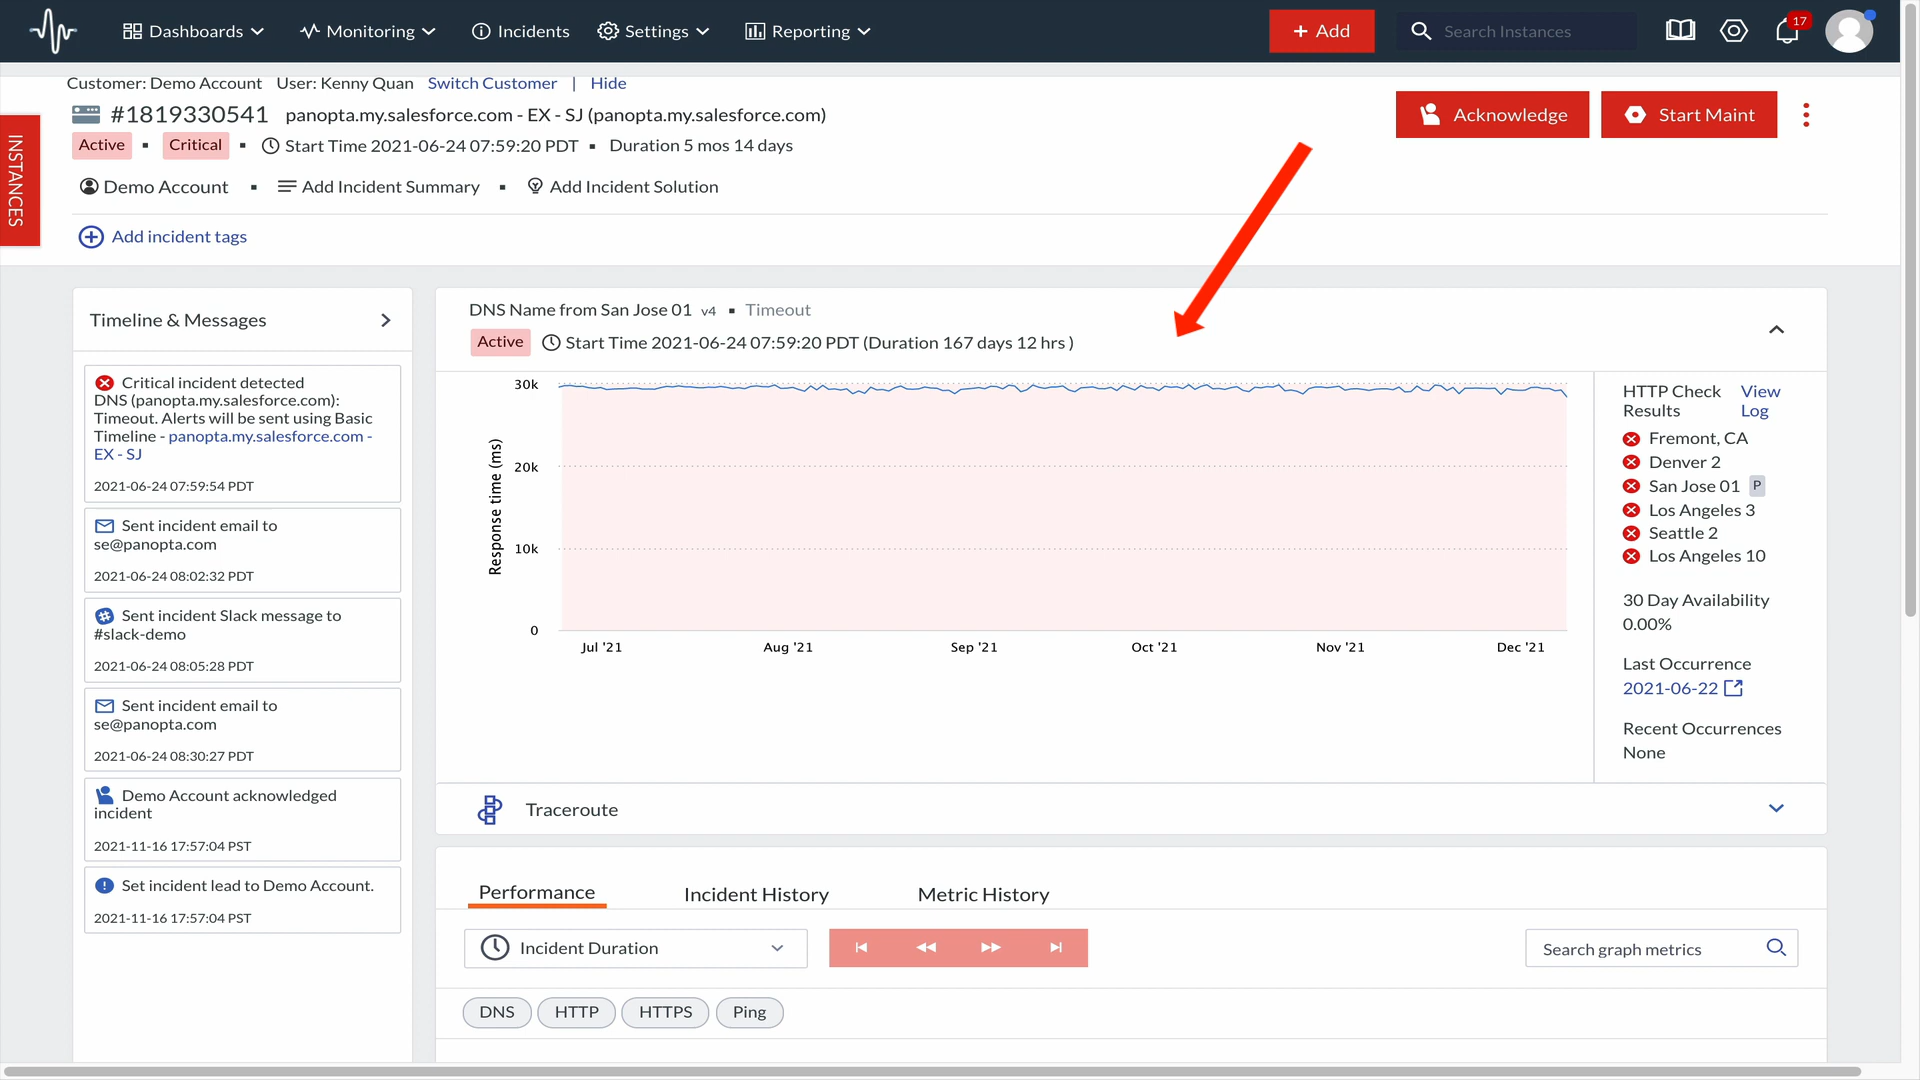 Dashboards Monitoring Incidents Settings Reporting + Add Search Instances 17
Customer: Demo Account User: Kenny Quan Switch Customer | Hide
#1819330541 panopta.my.salesforce.com - EX - SJ (panopta.my.salesforce.com)
Acknowledge Start Maint
Active ▪ Critical ▪ Start Time 2021-06-24 07:59:20 PDT ▪ Duration 5 mos 14 days
INSTANCES
Demo Account ▪ Add Incident Summary ▪ Add Incident Solution
Add incident tags
Timeline & Messages
Critical incident detected
DNS (panopta.my.salesforce.com):
Timeout. Alerts will be sent using Basic
Timeline - panopta.my.salesforce.com -
EX - SJ
2021-06-24 07:59:54 PDT
Sent incident email to
se@panopta.com
2021-06-24 08:02:32 PDT
Sent incident Slack message to
#slack-demo
2021-06-24 08:05:28 PDT
Sent incident email to
se@panopta.com
2021-06-24 08:30:27 PDT
Demo Account acknowledged
incident
2021-11-16 17:57:04 PST
Set incident lead to Demo Account.
2021-11-16 17:57:04 PST
DNS Name from San Jose 01 v4 ▪ Timeout
Active Start Time 2021-06-24 07:59:20 PDT (Duration 167 days 12 hrs )
Response time (ms)
30k
20k
10k
0
Jul '21 Aug '21 Sep '21 Oct '21 Nov '21 Dec '21
HTTP Check
Results
View
Log
Fremont, CA
Denver 2
San Jose 01 P
Los Angeles 3
Seattle 2
Los Angeles 10
30 Day Availability
0.00%
Last Occurrence
2021-06-22
Recent Occurrences
None
Traceroute
Performance Incident History Metric History
Incident Duration Search graph metrics
DNS HTTP HTTPS Ping